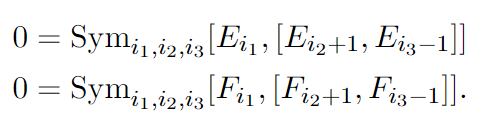 0 = Sym_{i_1,i_2,i_3}[E_{i_1}, [E_{i_2+1}, E_{i_3−1}]]
0 = Sym_{i_1,i_2,i_3}[F_{i_1}, [F_{i_2+1}, F_{i_3−1}]].